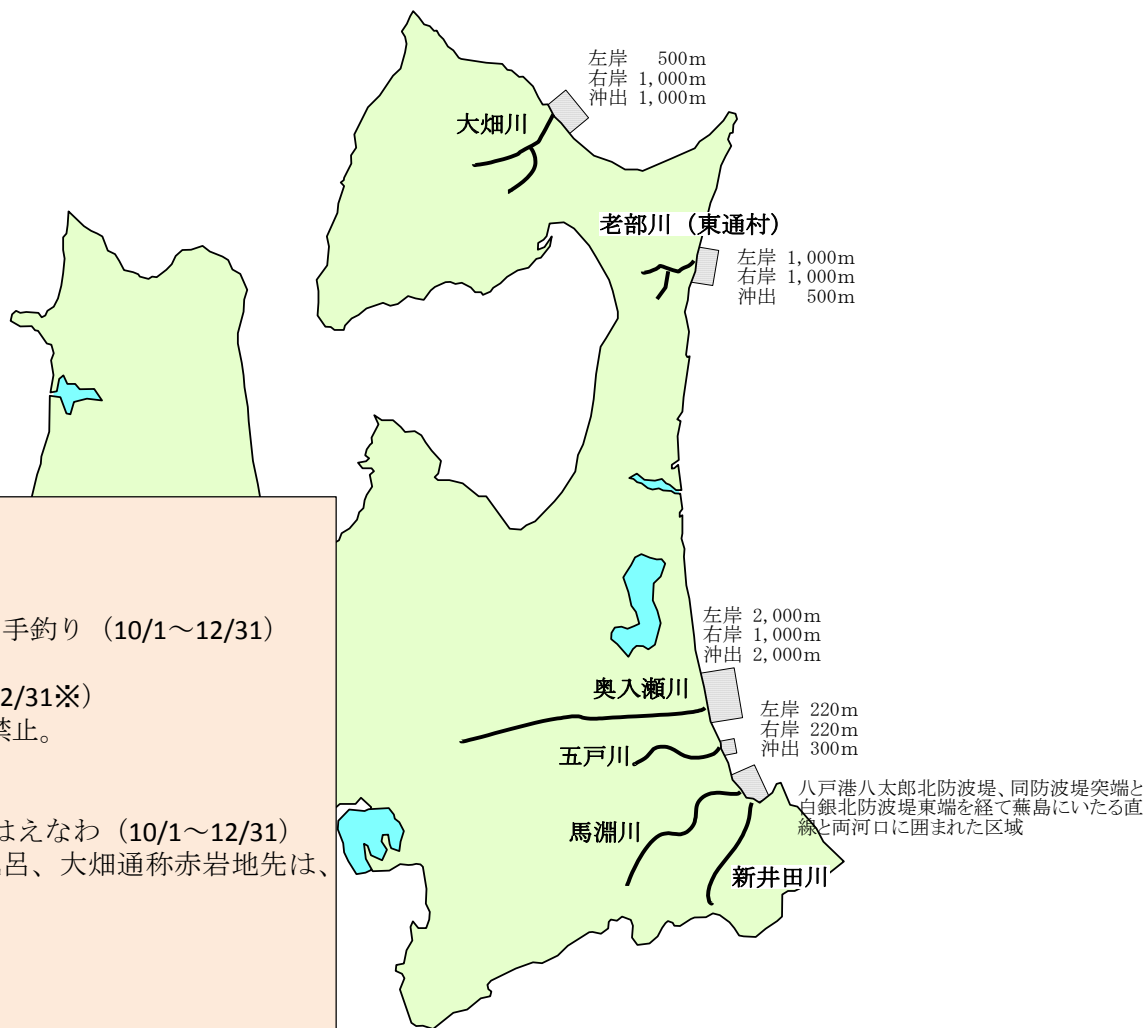 左岸 500m
右岸 1,000m
沖出 1,000m
大畑川
老部川（東通村）
左岸 1,000m
右岸 1,000m
沖出 500m
手釣り（10/1～12/31）
2/31※）
禁止。
はえなわ（10/1～12/31）
呂、大畑通称赤岩地先は、
左岸 2,000m
右岸 1,000m
沖出 2,000m
奥入瀬川
左岸 220m
右岸 220m
沖出 300m
五戸川
八戸港八太郎北防波堤、同防波堤突端と
白銀北防波堤東端を経て蕪島にいたる直
線と両河口に囲まれた区域
馬淵川
新井田川